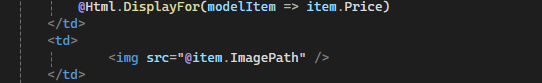 @Html.DisplayFor(modelItem => item.Price)
</td>
<td>
<img src="@item.ImagePath" />
</td>